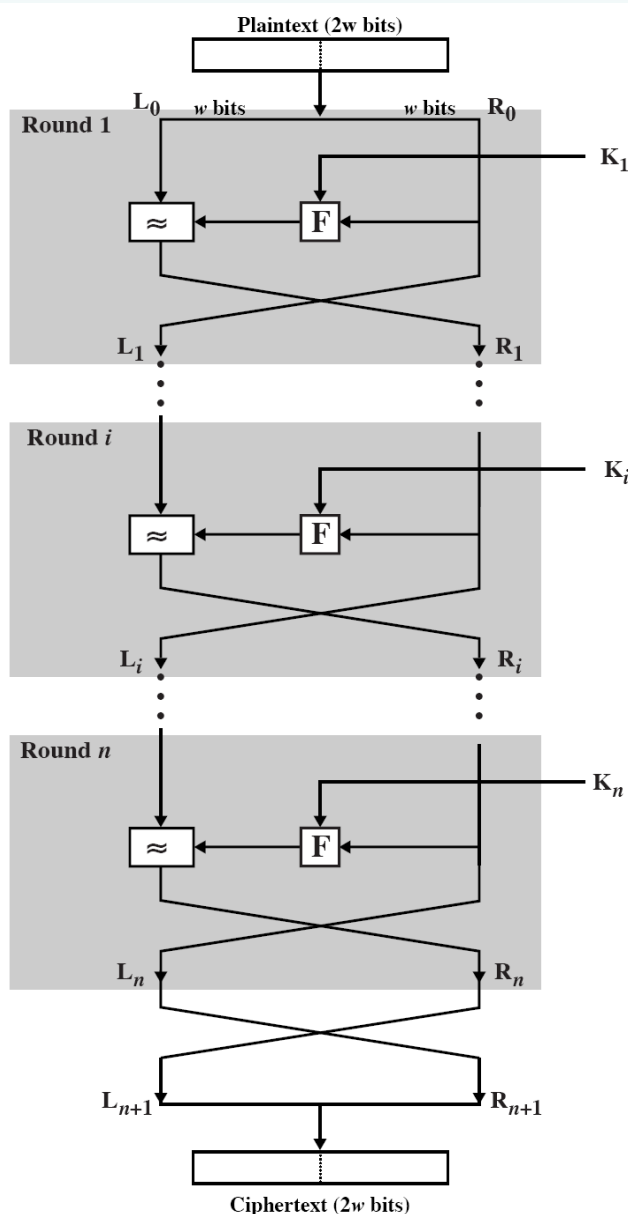 Plaintext (2w bits)
L0 w bits w bits R0
Round 1
K1
≈ F
L1 R1
Round i
Ki
≈ F
Li Ri
Round n
Kn
≈ F
Ln Rn
Ln+1 Rn+1
Ciphertext (2w bits)